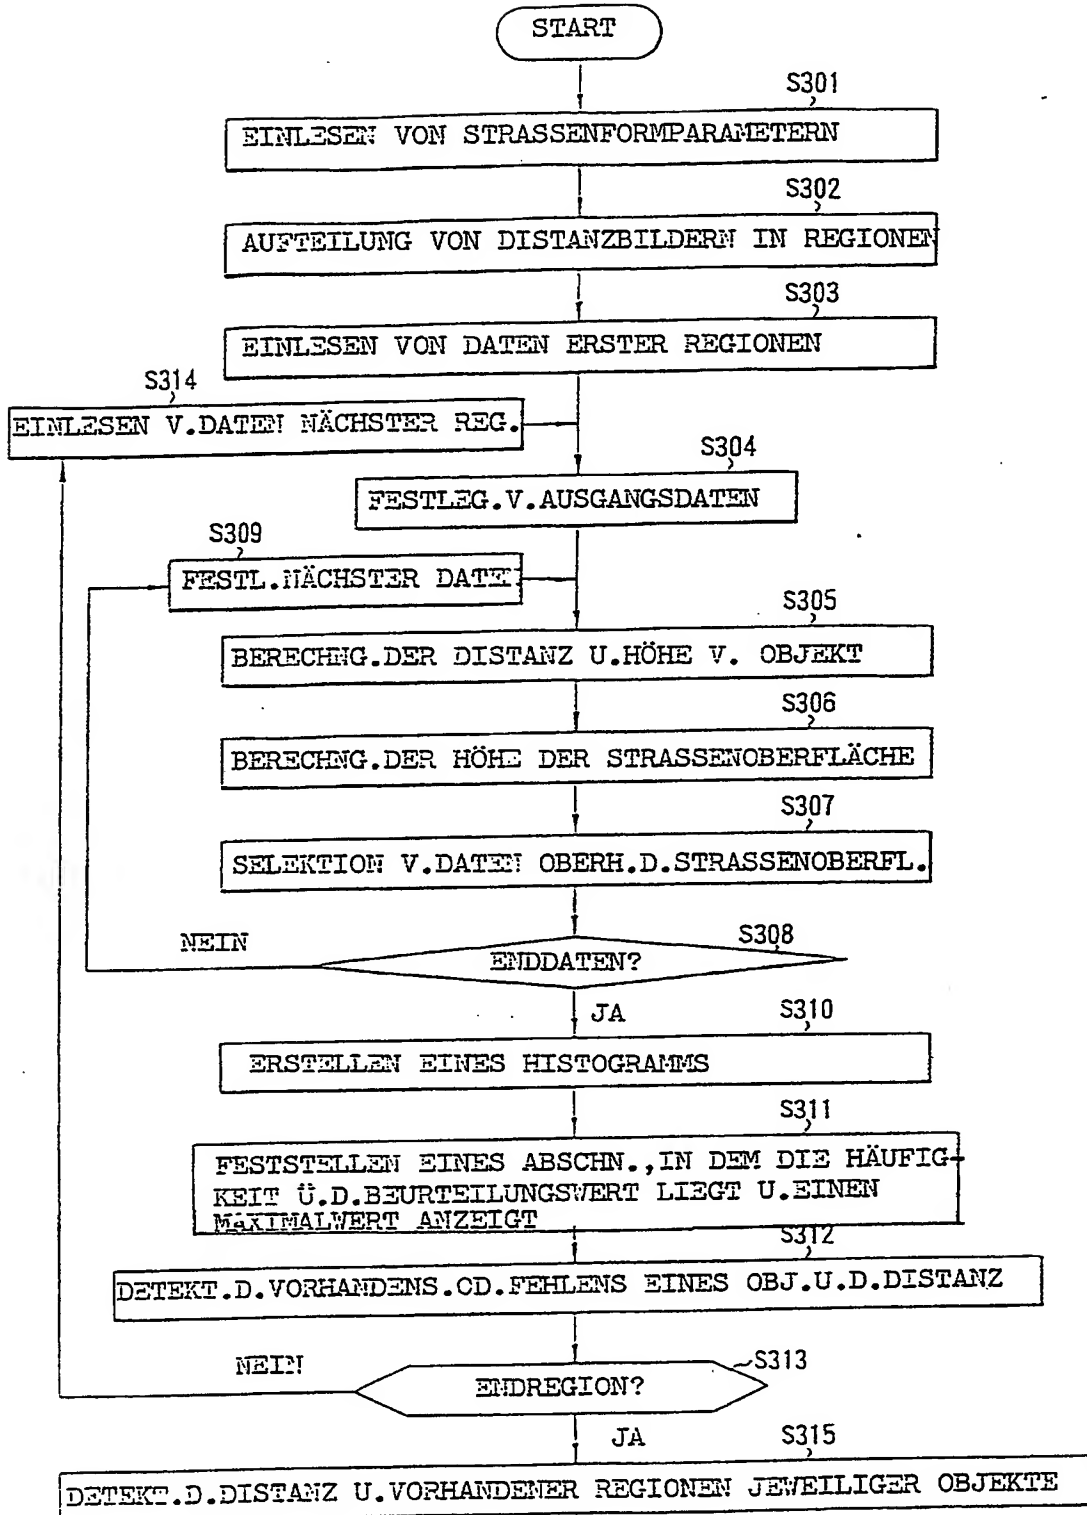 START
S301
EINLESEN VON STRASSENFORMPARAMETERN
S302
AUFTEILUNG VON DISTANZBILDERN IN REGIONEN
S303
EINLESEN VON DATEN ERSTER REGIONEN
S314
EINLESEN V.DATEN NÄCHSTER REG.
S304
FESTLEG.V.AUSGANGSDATEN
S309
FESTL.NÄCHSTER DATEN
S305
BERECHNG.DER DISTANZ U.HÖHE V. OBJEKT
S306
BERECHNG.DER HÖHE DER STRASSENOBERFLÄCHE
S307
SELEKTION V.DATEN OBERH.D.STRASSENOBERFL.
NEIN
S308
ENDDATEN?
JA
S310
ERSTELLEN EINES HISTOGRAMMS
S311
FESTSTELLEN EINES ABSCHN.,IN DEM DIE HÄUFIG-
KEIT Ü.D.BEURTEILUNGSWERT LIEGT U.EINEN
MAXIMALWERT ANZEIGT
S312
DETEKT.D.VORHANDENS.OD.FEHLENS EINES OBJ.U.D.DISTANZ
NEIN
S313
ENDREGION?
JA
S315
DETEKT.D.DISTANZ U.VORHANDENER REGIONEN JEWEILIGER OBJEKTE